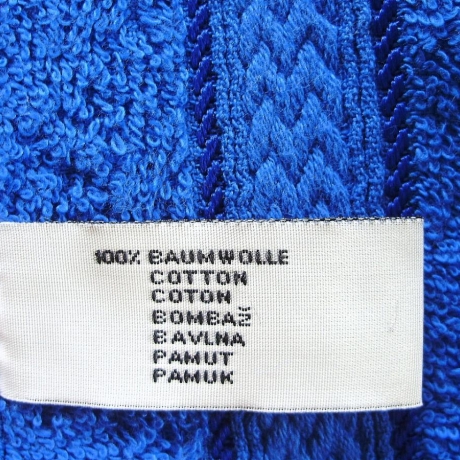 100% BAUMWOLLE
COTTON
COTON
BOMBAŽ
BAVLNA
PAMUT
PAMUK